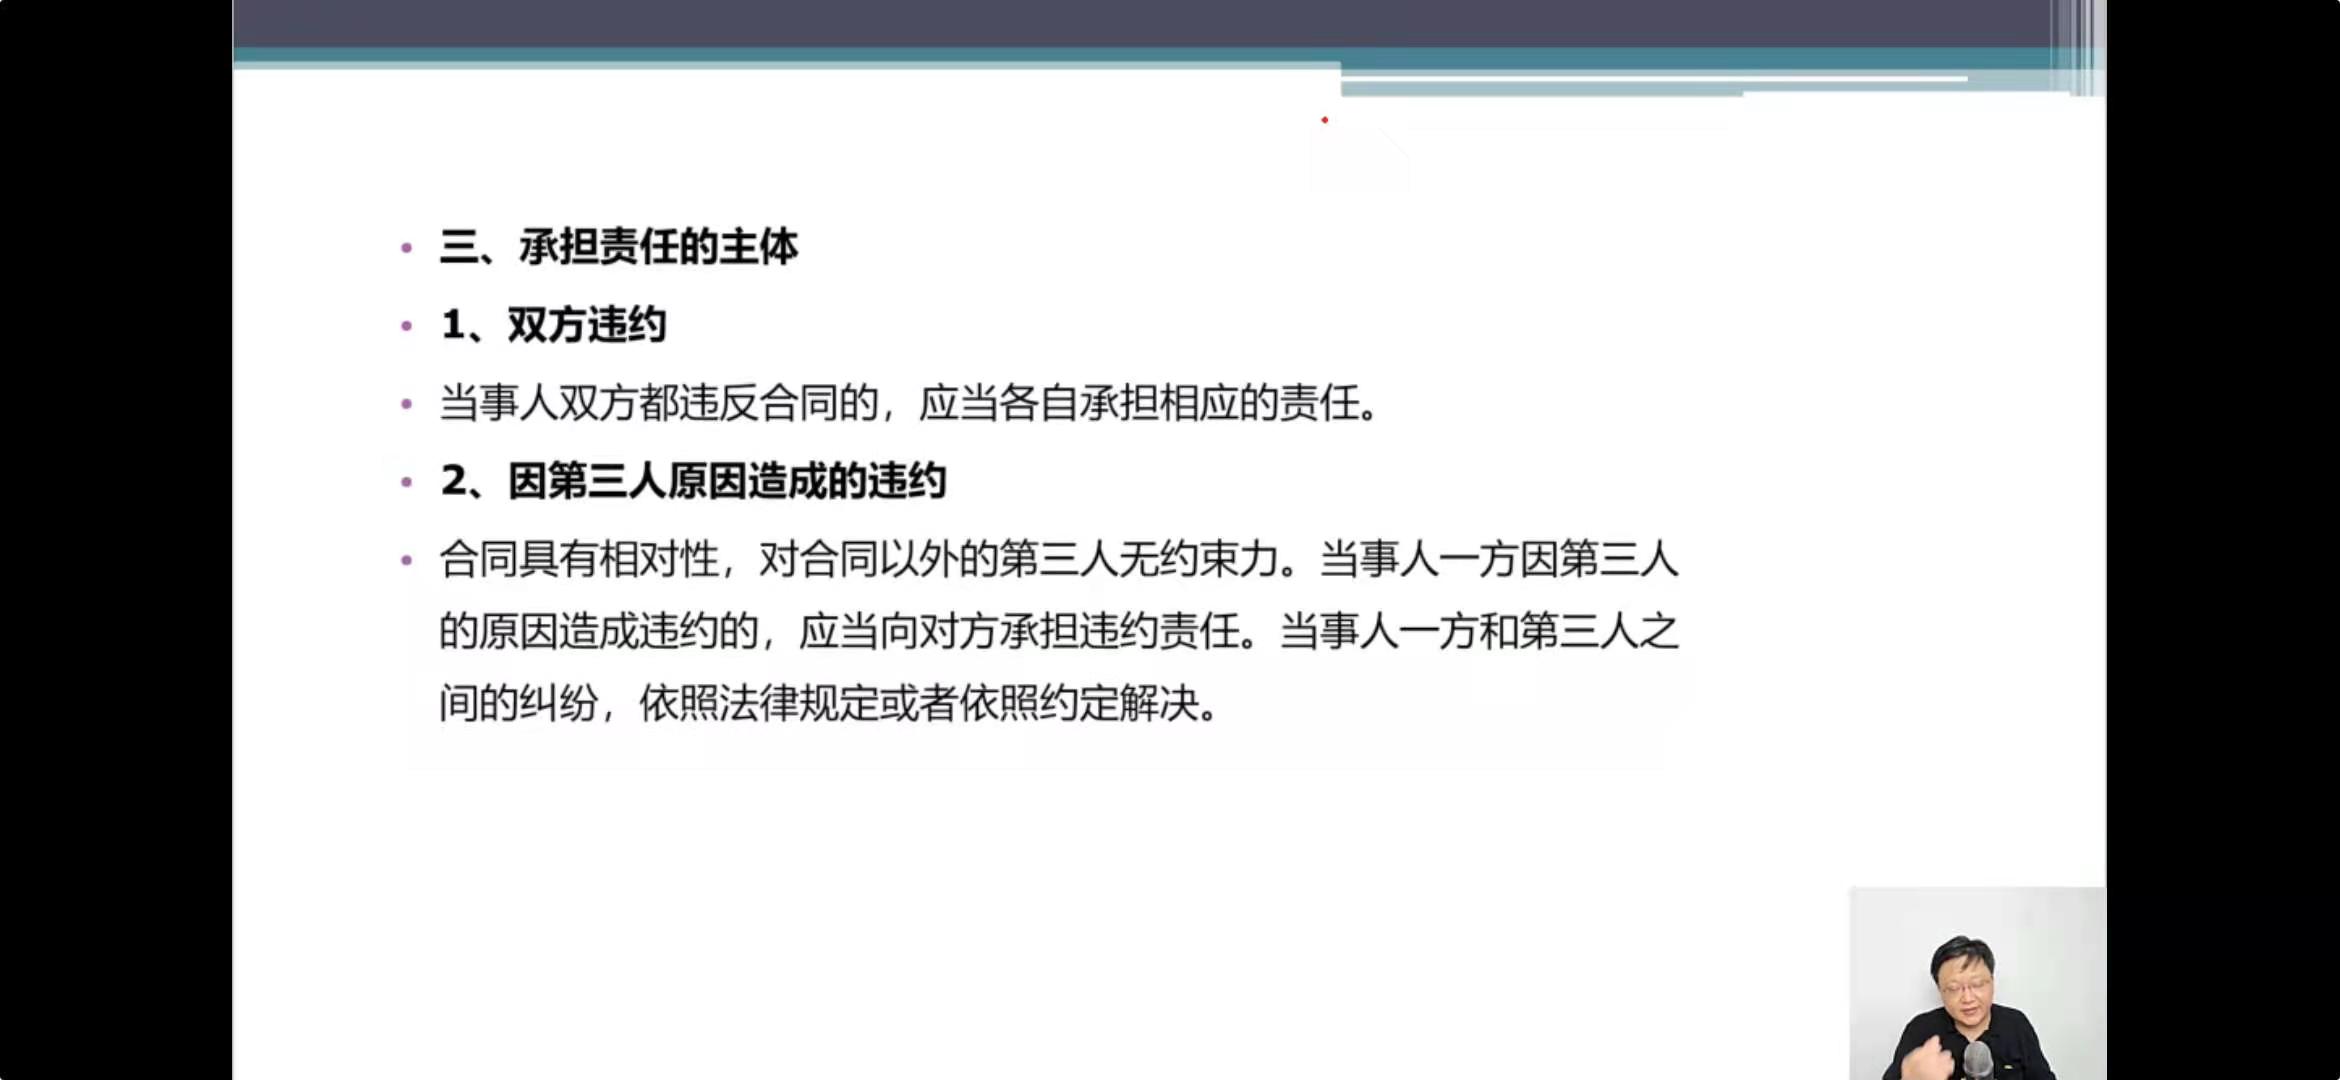 三、承担责任的主体
1、双方违约
当事人双方都违反合同的，应当各自承担相应的责任。
2、因第三人原因造成的违约
合同具有相对性，对合同以外的第三人无约束力。当事人一方因第三人
的原因造成违约的，应当向对方承担违约责任。当事人一方和第三人之
间的纠纷，依照法律规定或者依照约定解决。